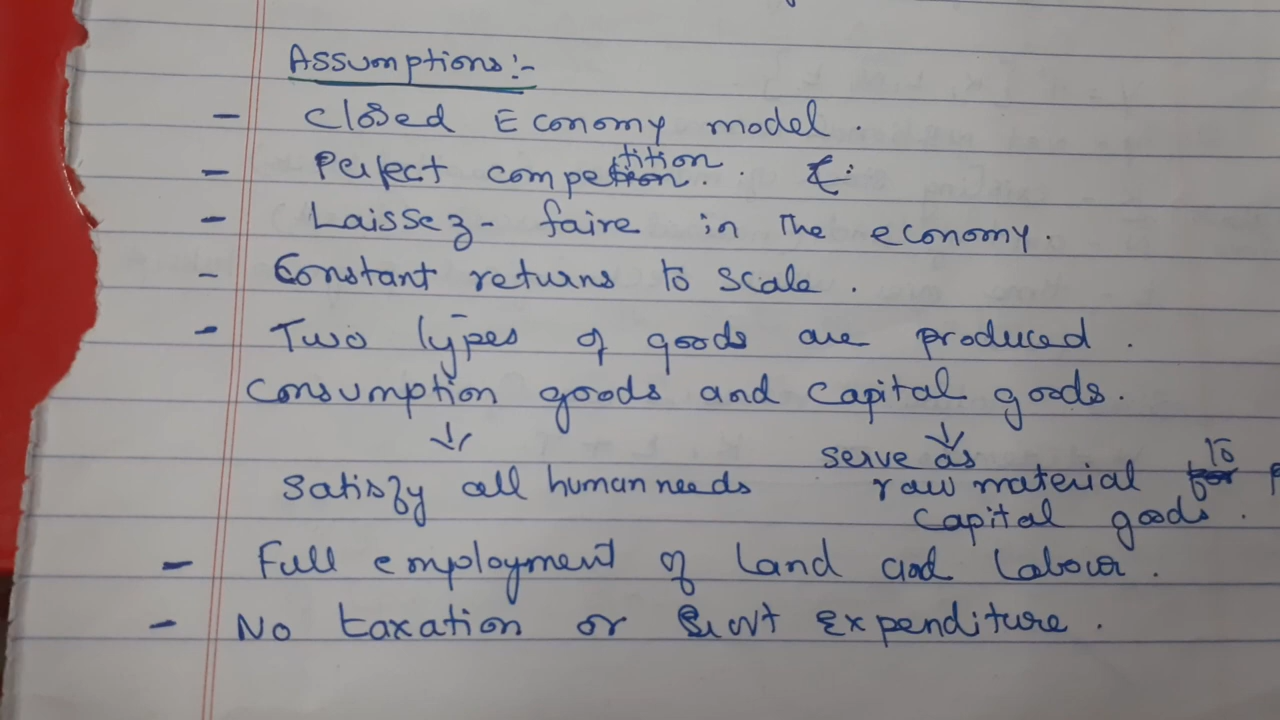 Assumptions:-
- Closed Economy model.
- Perfect competition.
- Laissez-faire in the economy.
- Constant returns to scale.
- Two types of goods are produced.
Consumption goods and Capital goods.
↓ ↓
Satisfy all human needs serve as
raw material to
capital goods.
- Full employment of land and labour.
- No taxation or Govt Expenditure.